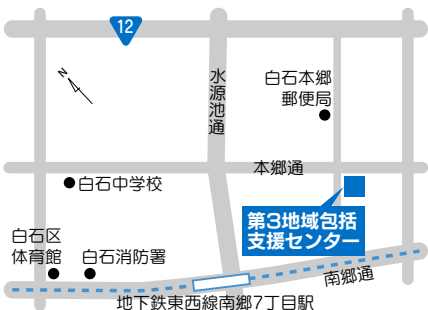 12
N
水源池通
白石本郷
郵便局
本郷通
白石中学校
第3地域包括
支援センター
白石区
体育館
白石消防署
南郷通
地下鉄東西線南郷7丁目駅